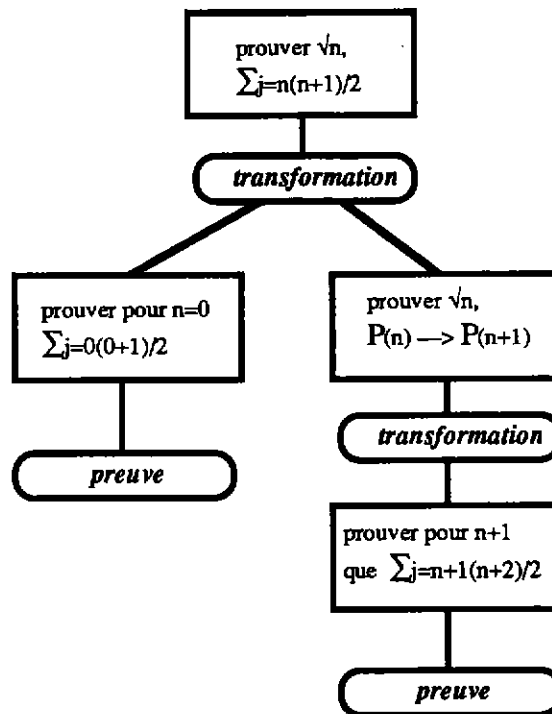 prouver √n,
∑j=n(n+1)/2
transformation
prouver pour n=0
∑j=0(0+1)/2
preuve
prouver √n,
P(n) —> P(n+1)
transformation
prouver pour n+1
que ∑j=n+1(n+2)/2
preuve